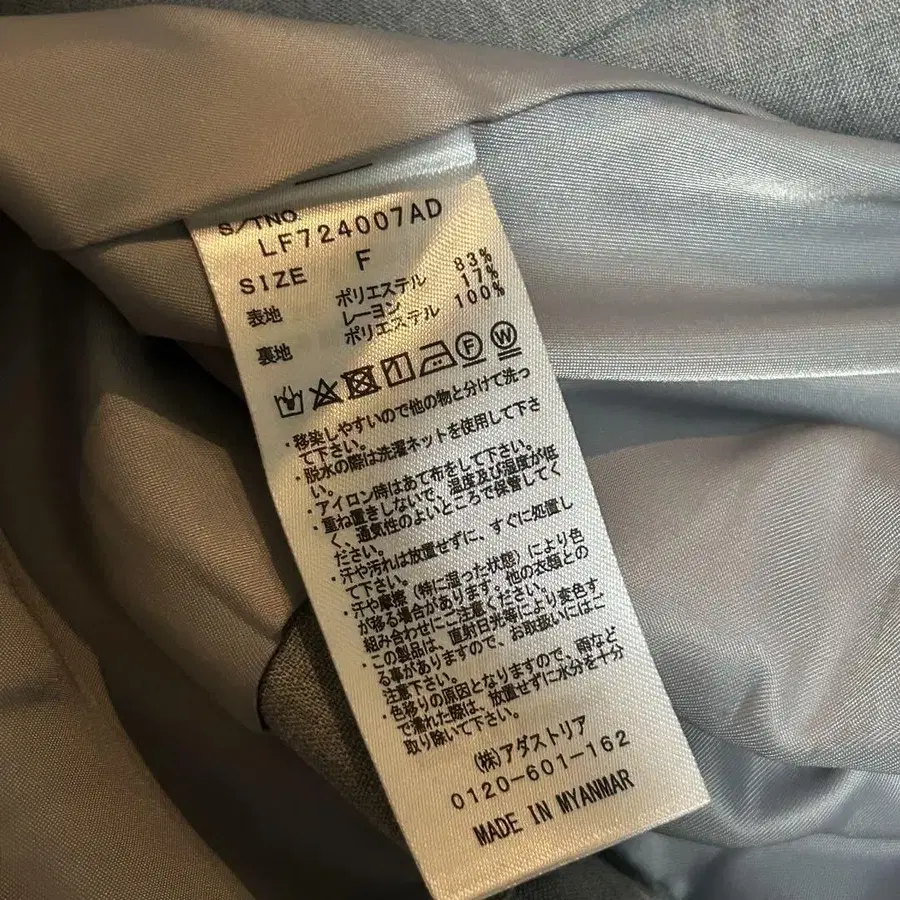 S/TNO
LF724007AD
SIZE F
表地 ポリエステル 83%
レーヨン 17%
裏地 ポリエステル 100%
F W
・移染しやすいので他の物と分けて洗っ
て下さい。
・脱水の際は洗濯ネットを使用して下さ
い。
・アイロン時はあて布をして下さい。
・重ね置きしないで、温度及び湿度が低
く、通気性のよいところで保管してく
ださい。
・汗や汚れは放置せずに、すぐに処置し
て下さい。
・汗や摩擦（特に湿った状態）により色
が移る場合があります。他の衣類との
組み合わせにご注意ください。
・この製品は、直射日光等により変色す
る事がありますので、お取扱いにはご
注意下さい。
・色移りの原因となりますので、雨など
で濡れた際は、放置せずに水分を十分
取り除いて下さい。
(株)アダストリア
0120-601-162
MADE IN MYANMAR